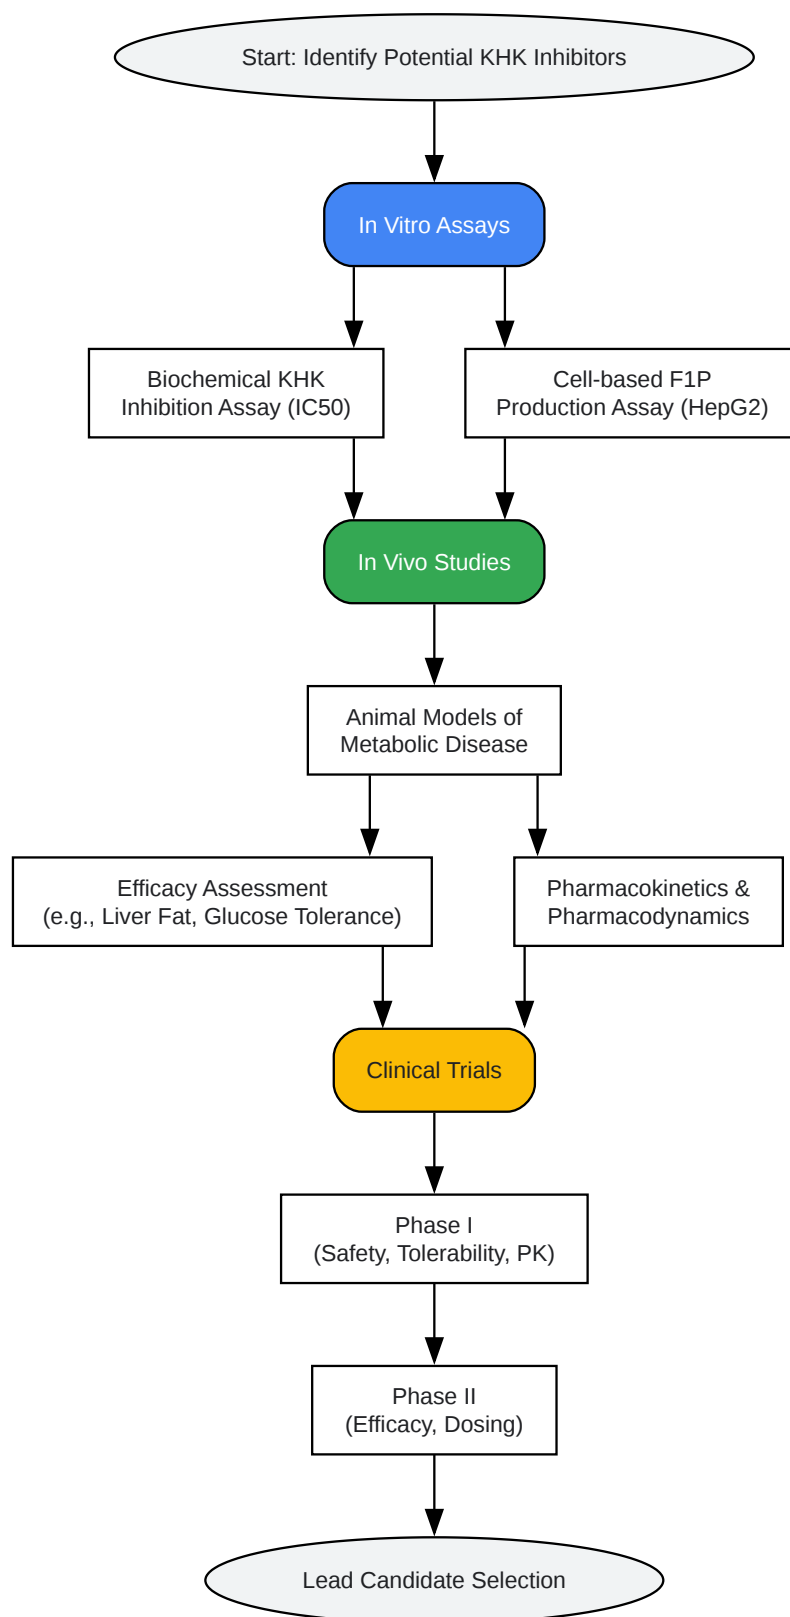 Start: Identify Potential KHK Inhibitors
In Vitro Assays
Biochemical KHK
Inhibition Assay (IC50)
Cell-based F1P
Production Assay (HepG2)
In Vivo Studies
Animal Models of
Metabolic Disease
Efficacy Assessment
(e.g., Liver Fat, Glucose Tolerance)
Pharmacokinetics &
Pharmacodynamics
Clinical Trials
Phase I
(Safety, Tolerability, PK)
Phase II
(Efficacy, Dosing)
Lead Candidate Selection